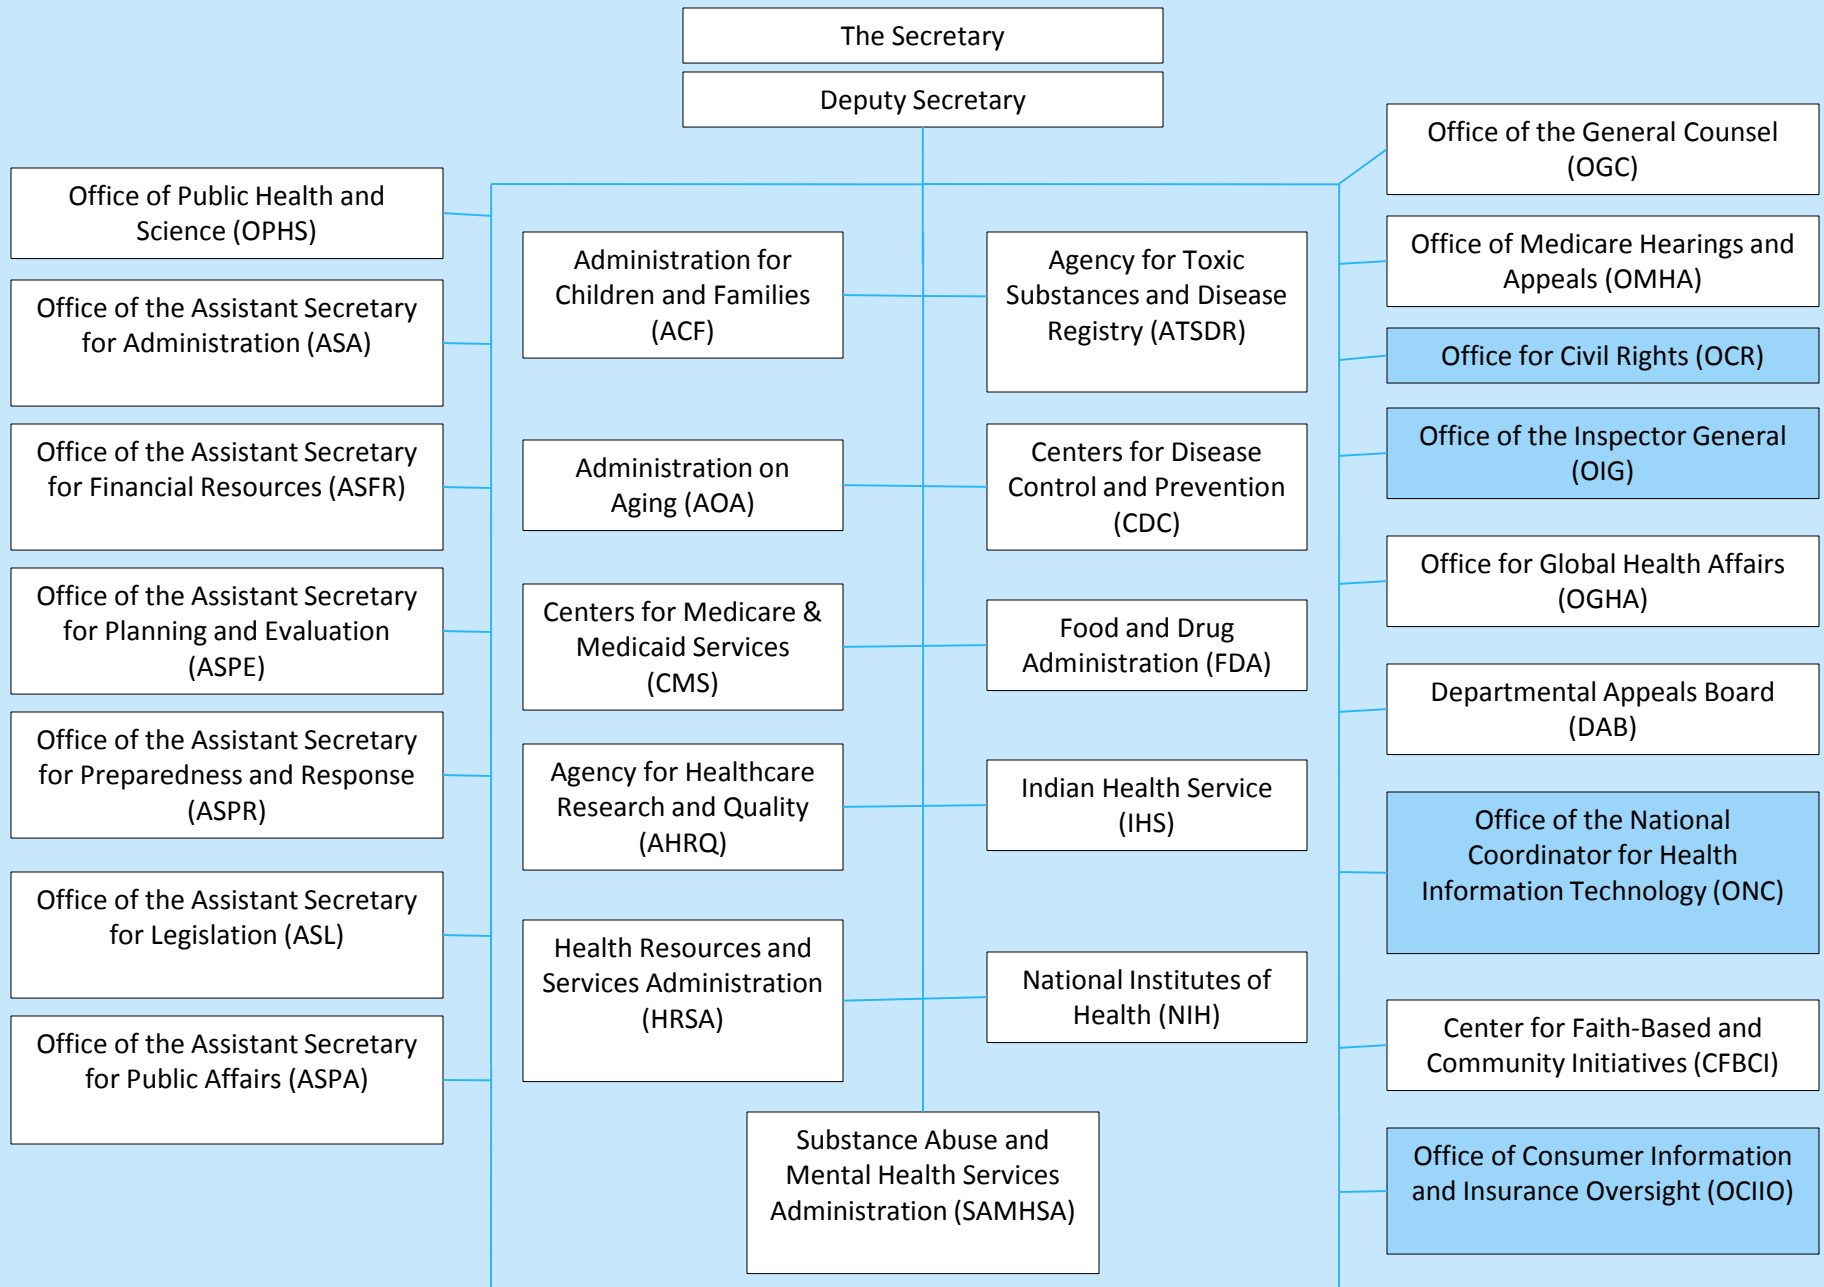 The Secretary
Deputy Secretary
Office of Public Health and
Science (OPHS)
Office of the Assistant Secretary
for Administration (ASA)
Office of the Assistant Secretary
for Financial Resources (ASFR)
Office of the Assistant Secretary
for Planning and Evaluation
(ASPE)
Office of the Assistant Secretary
for Preparedness and Response
(ASPR)
Office of the Assistant Secretary
for Legislation (ASL)
Office of the Assistant Secretary
for Public Affairs (ASPA)
Administration for
Children and Families
(ACF)
Administration on
Aging (AOA)
Centers for Medicare &
Medicaid Services
(CMS)
Agency for Healthcare
Research and Quality
(AHRQ)
Health Resources and
Services Administration
(HRSA)
Agency for Toxic
Substances and Disease
Registry (ATSDR)
Centers for Disease
Control and Prevention
(CDC)
Food and Drug
Administration (FDA)
Indian Health Service
(IHS)
National Institutes of
Health (NIH)
Substance Abuse and
Mental Health Services
Administration (SAMHSA)
Office of the General Counsel
(OGC)
Office of Medicare Hearings and
Appeals (OMHA)
Office for Civil Rights (OCR)
Office of the Inspector General
(OIG)
Office for Global Health Affairs
(OGHA)
Departmental Appeals Board
(DAB)
Office of the National
Coordinator for Health
Information Technology (ONC)
Center for Faith-Based and
Community Initiatives (CFBCI)
Office of Consumer Information
and Insurance Oversight (OCIIO)